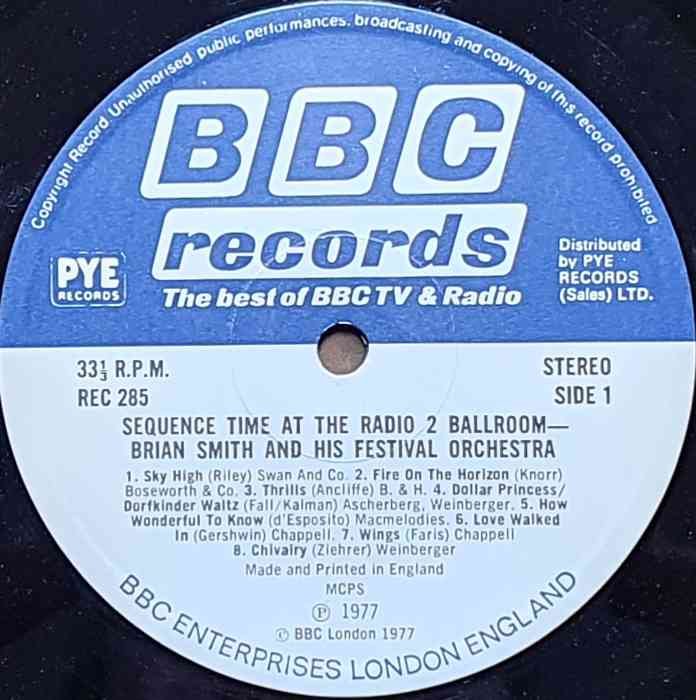 Copyright Record Unauthorised public performances, broadcasting and copying of this record prohibited
BBC
records
The best of BBC TV & Radio
PYE
RECORDS
Distributed
by PYE
RECORDS
(Sales) LTD.
33⅓ R.P.M.
REC 285
STEREO
SIDE 1
SEQUENCE TIME AT THE RADIO 2 BALLROOM—
BRIAN SMITH AND HIS FESTIVAL ORCHESTRA
1. Sky High (Riley) Swan And Co. 2. Fire On The Horizon (Knorr)
Boseworth & Co. 3. Thrills (Ancliffe) B. & H. 4. Dollar Princess/
Dorfkinder Waltz (Fall/Kalman) Ascherberg, Weinberger. 5. How
Wonderful To Know (d'Esposito) Macmelodies. 6. Love Walked
In (Gershwin) Chappell. 7. Wings (Faris) Chappell
8. Chivalry (Ziehrer) Weinberger
Made and Printed in England
MCPS
℗ 1977
© BBC London 1977
BBC ENTERPRISES LONDON ENGLAND